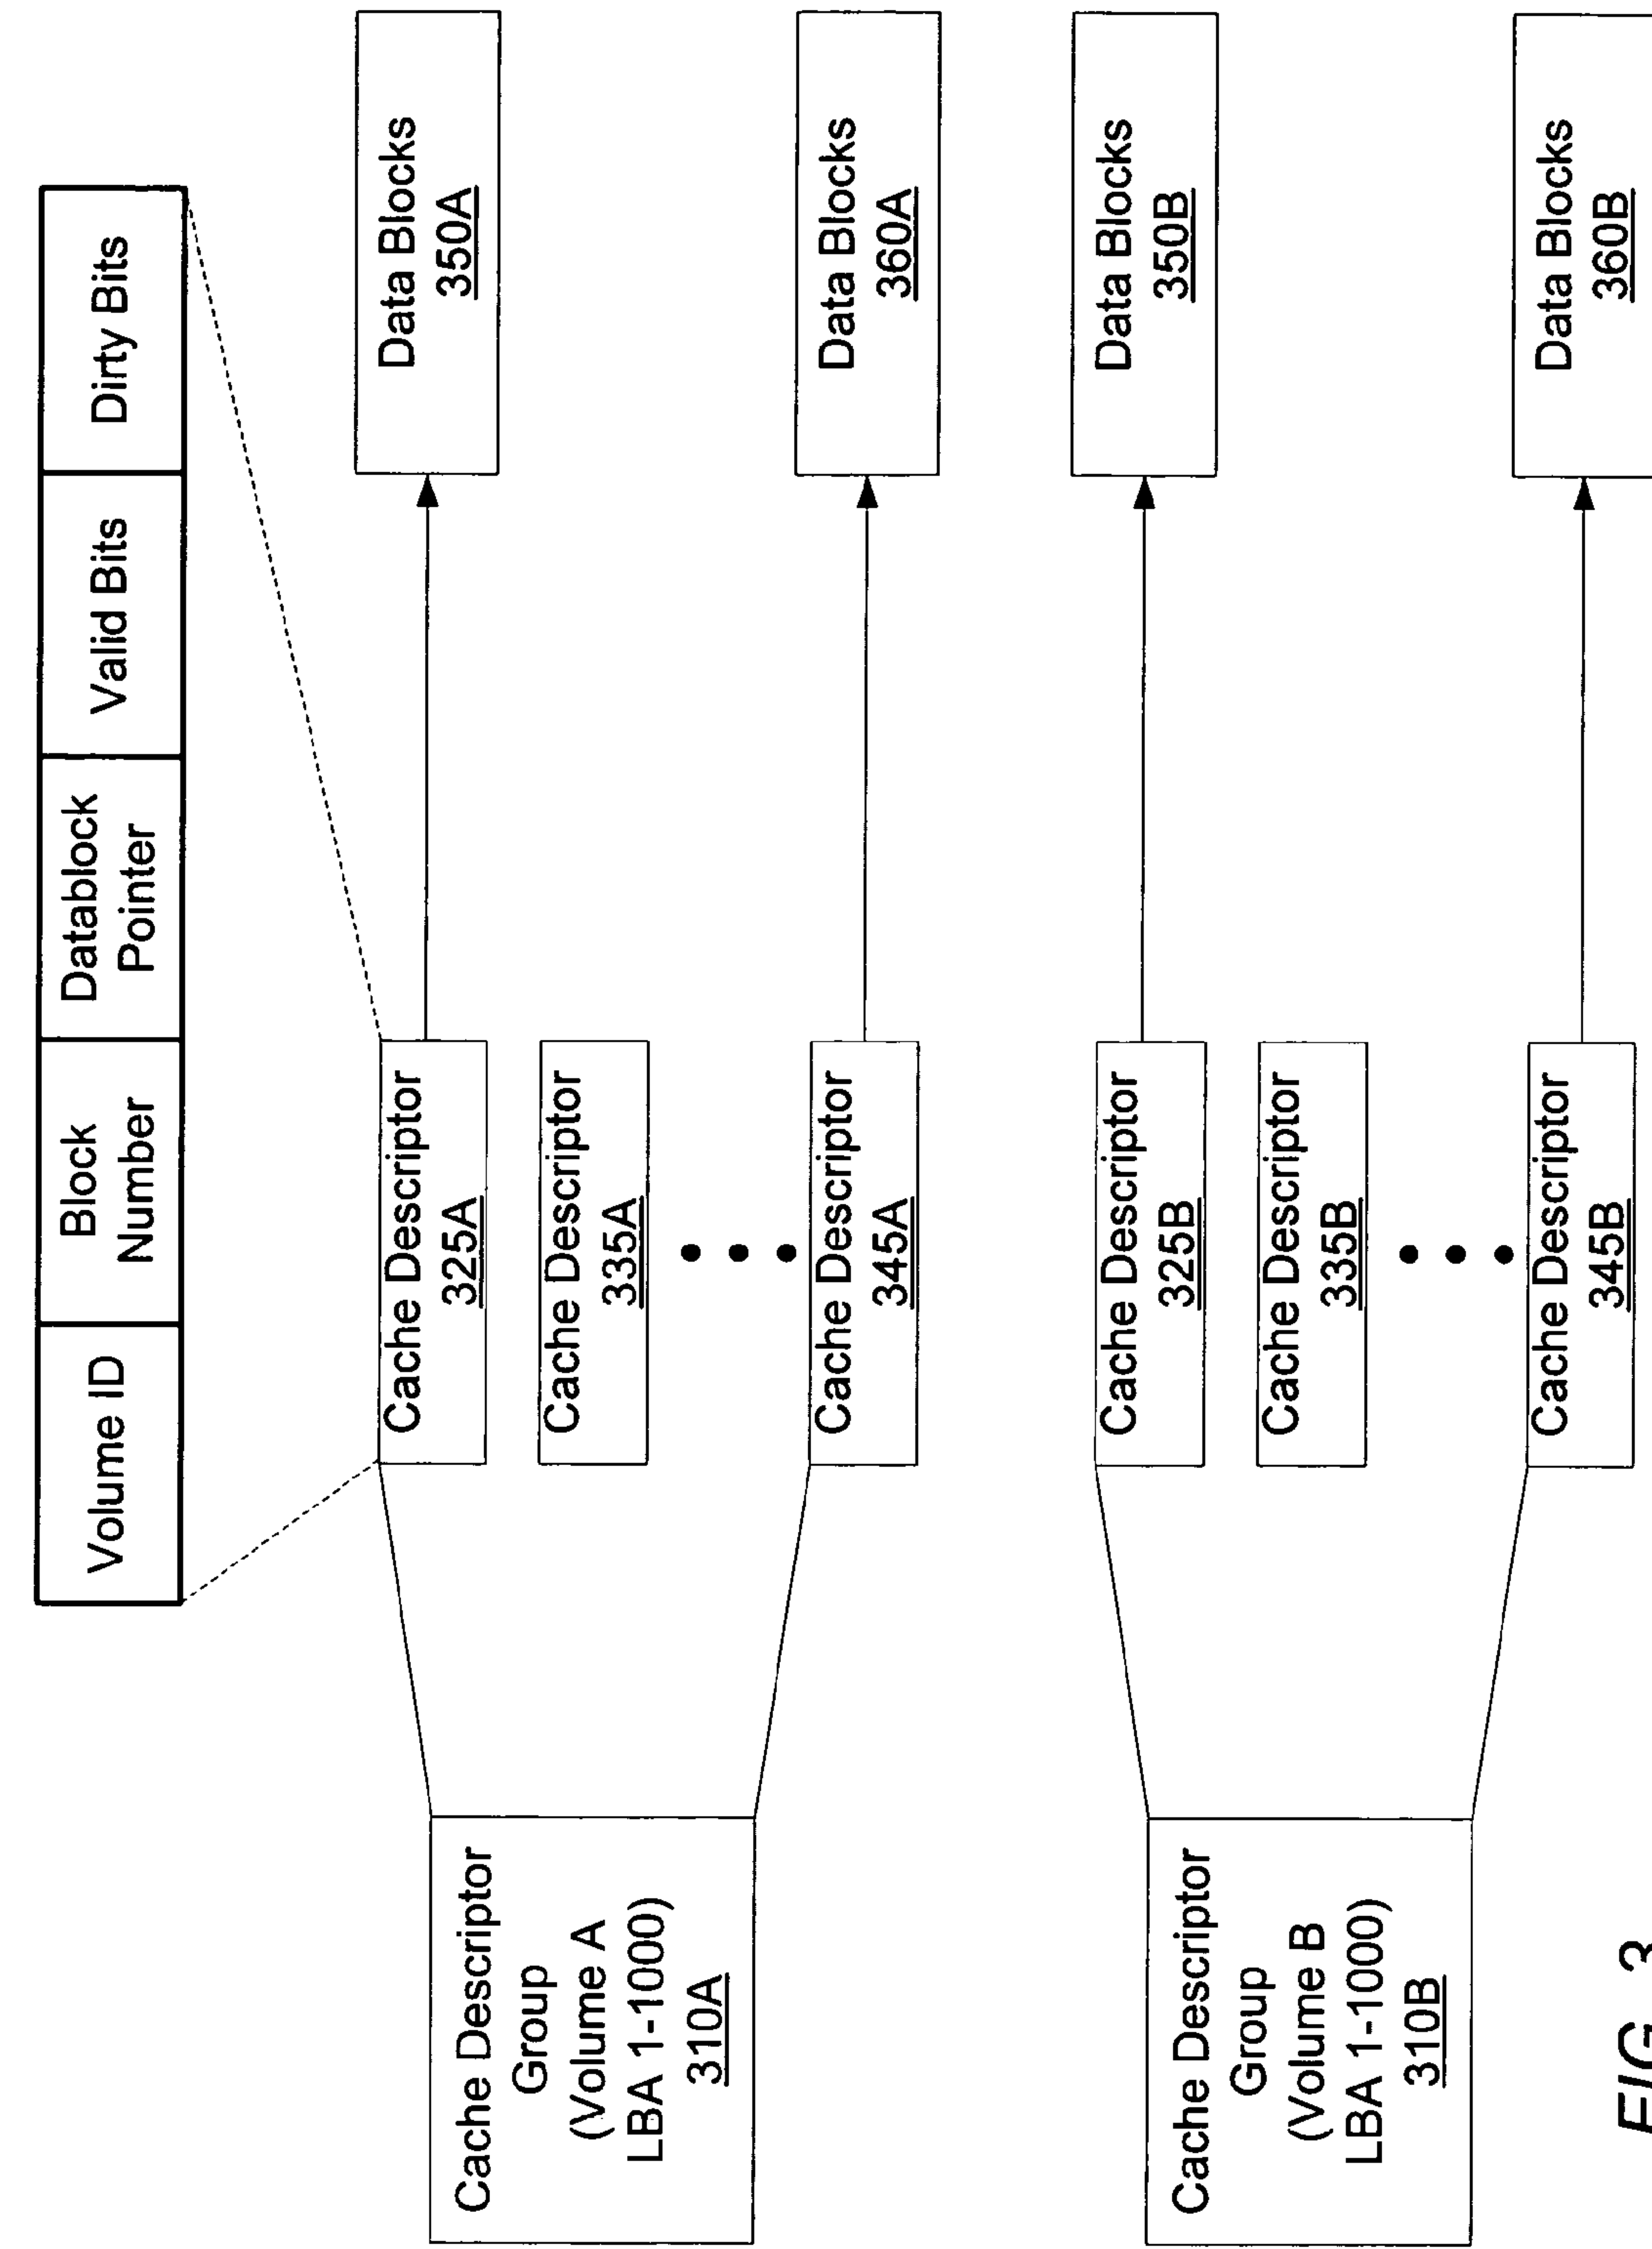 Volume ID
Block
Number
Datablock
Pointer
Valid Bits
Dirty Bits
Cache Descriptor
Group
(Volume A
LBA 1-1000)
310A
Cache Descriptor
325A
Data Blocks
350A
Cache Descriptor
335A
Cache Descriptor
345A
Data Blocks
360A
Cache Descriptor
Group
(Volume B
LBA 1-1000)
310B
Cache Descriptor
325B
Data Blocks
350B
Cache Descriptor
335B
Cache Descriptor
345B
Data Blocks
360B
FIG. 3